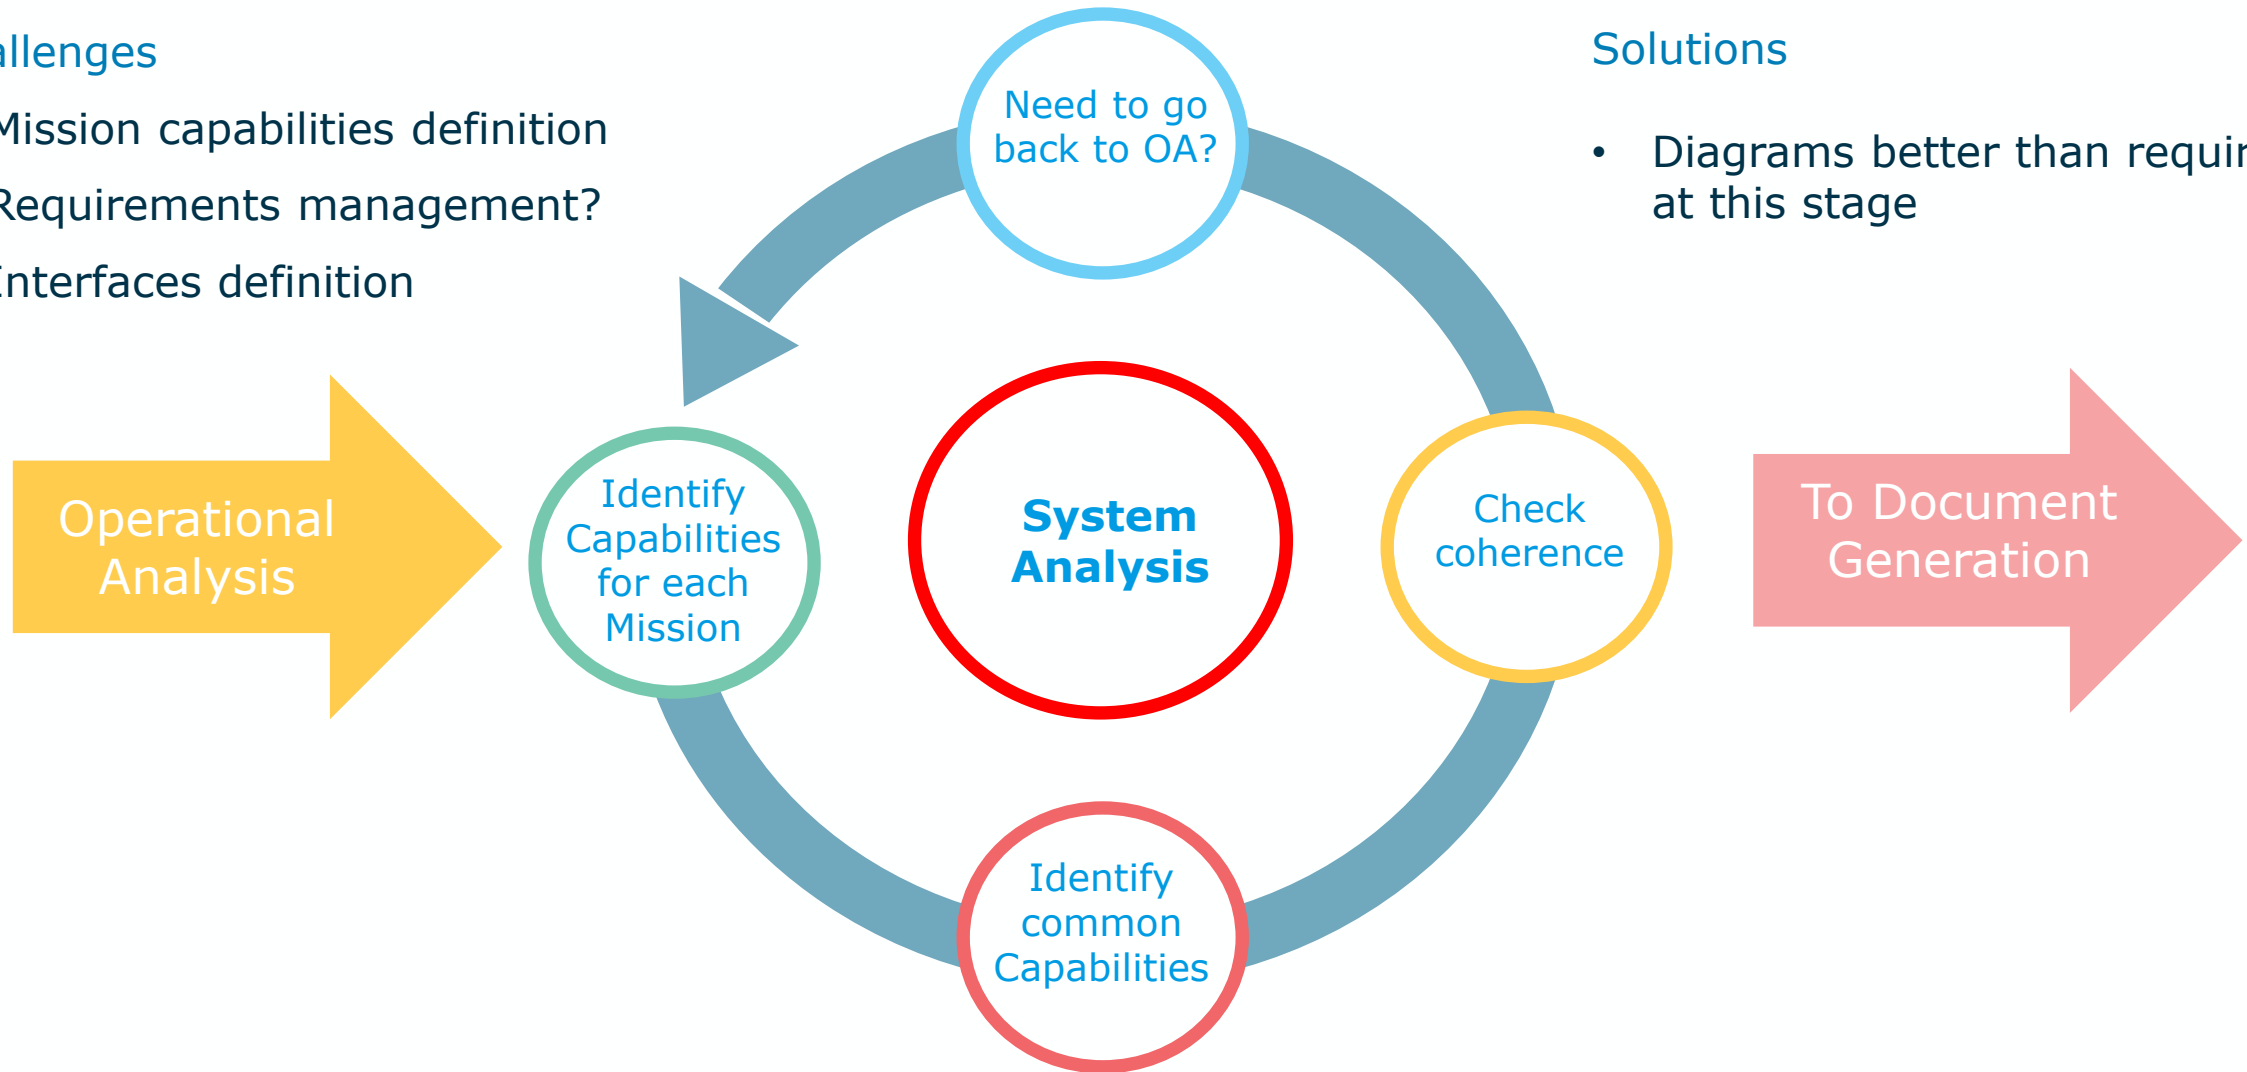 allenges
Mission capabilities definition
Requirements management?
Interfaces definition
Solutions
• Diagrams better than requir
at this stage
Need to go
back to OA?
Operational
Analysis
Identify
Capabilities
for each
Mission
System
Analysis
Check
coherence
To Document
Generation
Identify
common
Capabilities